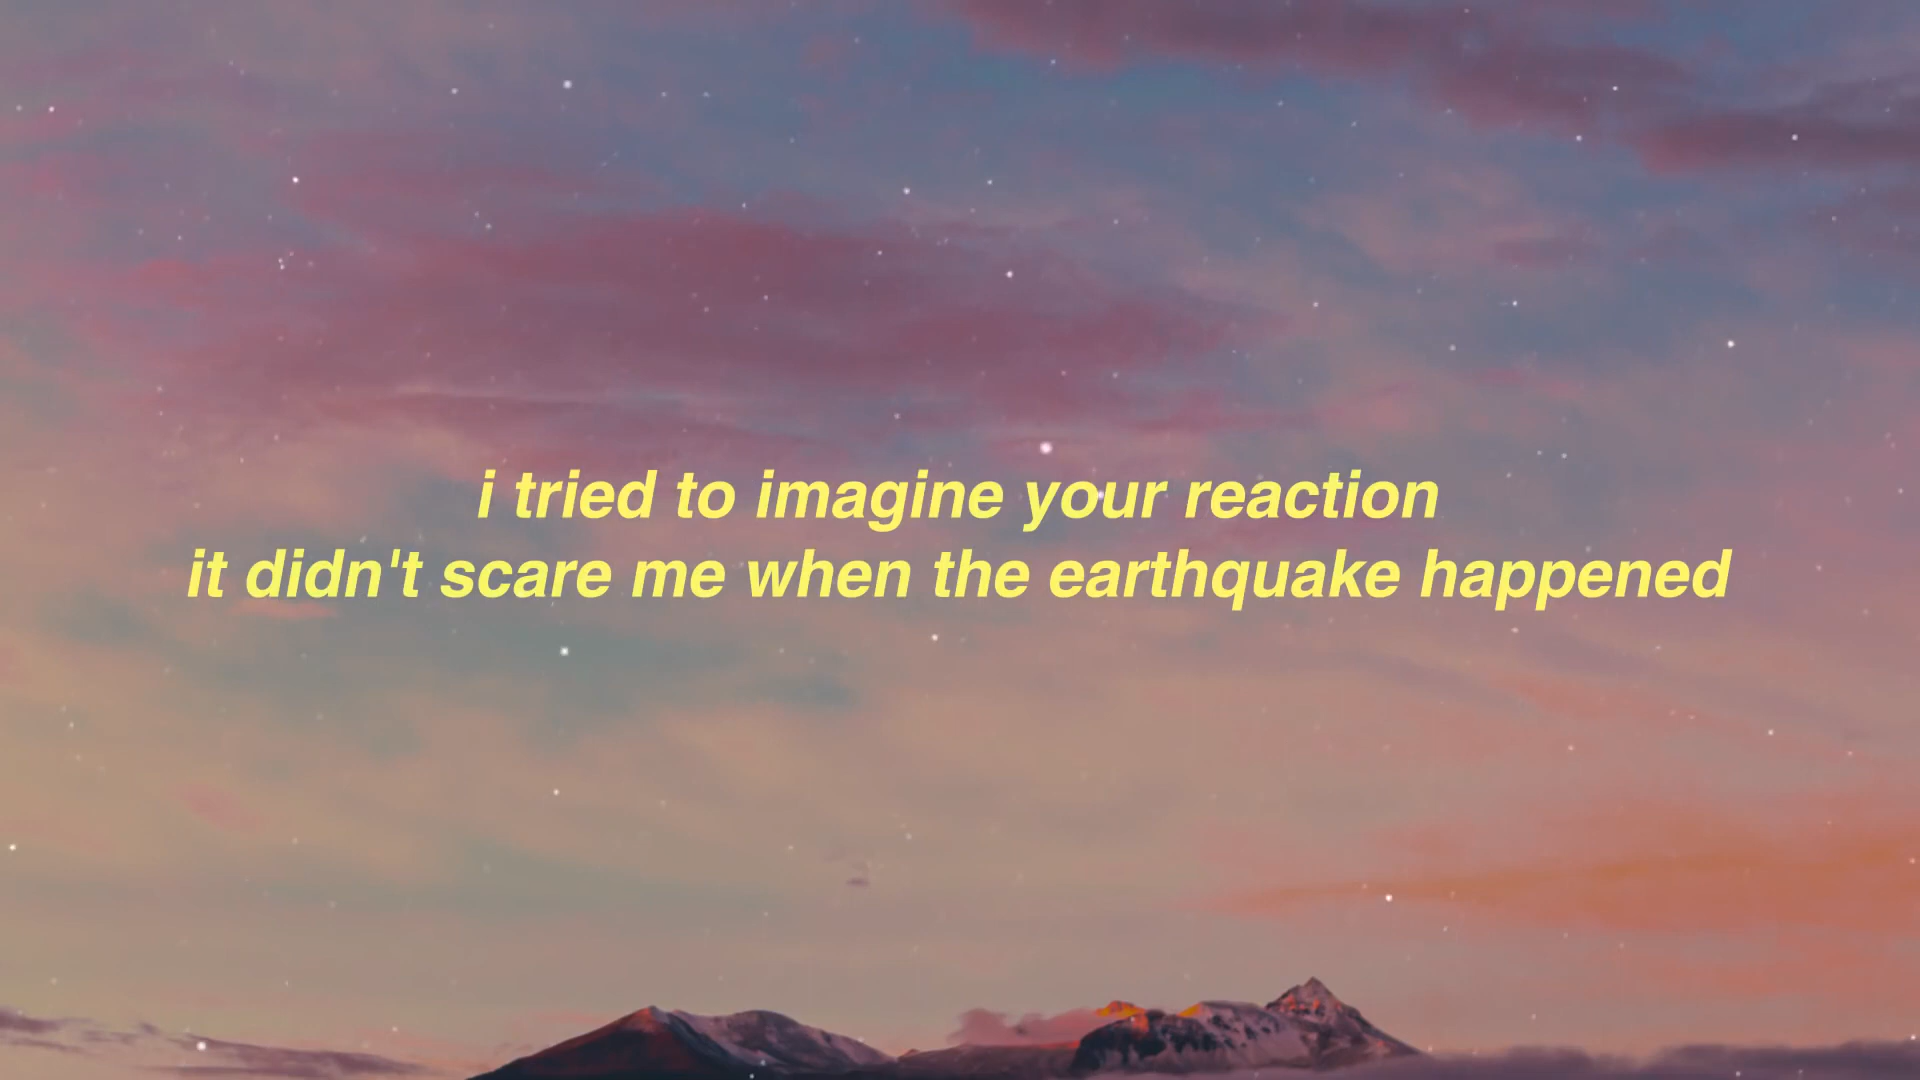 i tried to imagine your reaction
it didn't scare me when the earthquake happened